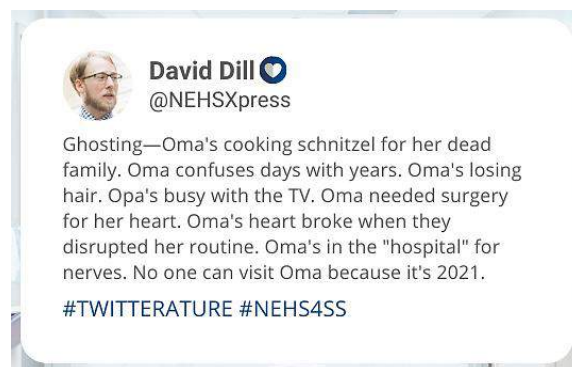 David Dill
@NEHSXpress
Ghosting—Oma's cooking schnitzel for her dead
family. Oma confuses days with years. Oma's losing
hair. Opa's busy with the TV. Oma needed surgery
for her heart. Oma's heart broke when they
disrupted her routine. Oma's in the "hospital" for
nerves. No one can visit Oma because it's 2021.
#TWITTERATURE #NEHS4SS